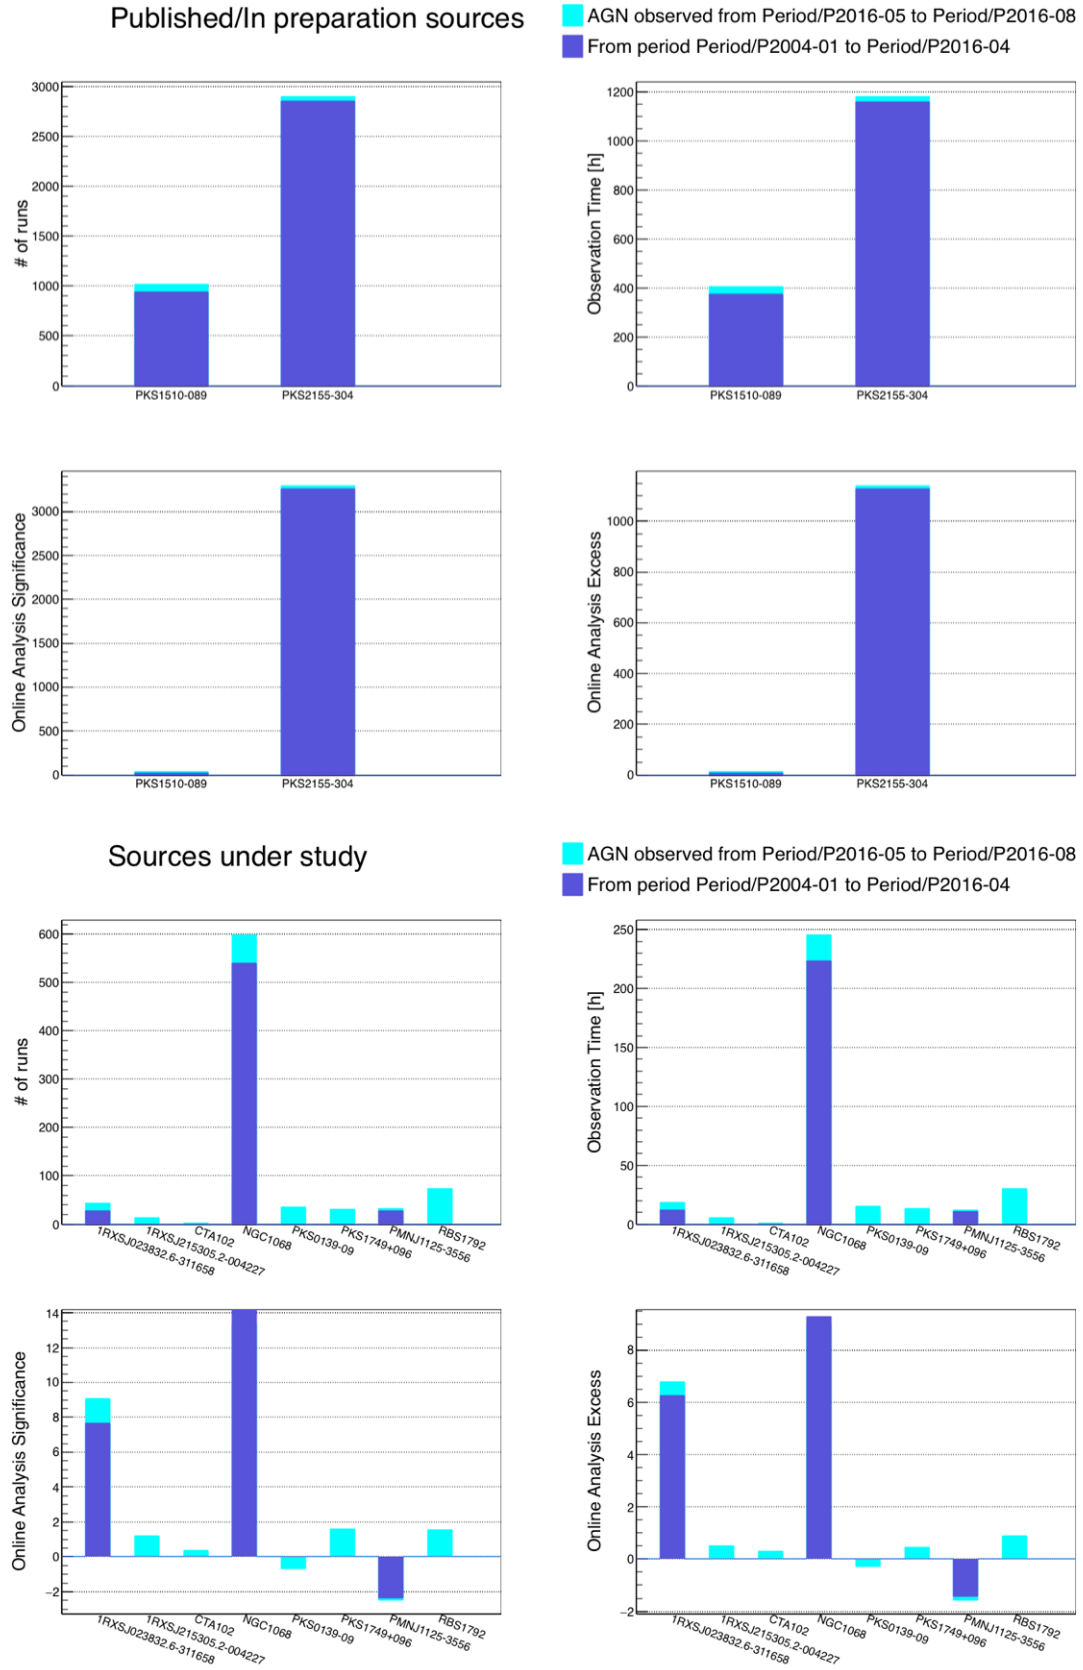 Published/In preparation sources
AGN observed from Period/P2016-05 to Period/P2016-08
From period Period/P2004-01 to Period/P2016-04
# of runs
3000
2500
2000
1500
1000
500
0
PKS1510-089
PKS2155-304
Observation Time [h]
1200
1000
800
600
400
200
0
PKS1510-089
PKS2155-304
Online Analysis Significance
3000
2500
2000
1500
1000
500
0
PKS1510-089
PKS2155-304
Online Analysis Excess
1000
800
600
400
200
0
PKS1510-089
PKS2155-304
Sources under study
AGN observed from Period/P2016-05 to Period/P2016-08
From period Period/P2004-01 to Period/P2016-04
# of runs
600
500
400
300
200
100
0
1RXSJ023832.6-311658
1RXSJ215305.2-004227
CTA102
NGC1068
PKS0139-09
PKS1749+096
PMNJ1125-3556
RBS1792
Observation Time [h]
250
200
150
100
50
0
1RXSJ023832.6-311658
1RXSJ215305.2-004227
CTA102
NGC1068
PKS0139-09
PKS1749+096
PMNJ1125-3556
RBS1792
Online Analysis Significance
14
12
10
8
6
4
2
0
−2
1RXSJ023832.6-311658
1RXSJ215305.2-004227
CTA102
NGC1068
PKS0139-09
PKS1749+096
PMNJ1125-3556
RBS1792
Online Analysis Excess
8
6
4
2
0
−2
1RXSJ023832.6-311658
1RXSJ215305.2-004227
CTA102
NGC1068
PKS0139-09
PKS1749+096
PMNJ1125-3556
RBS1792